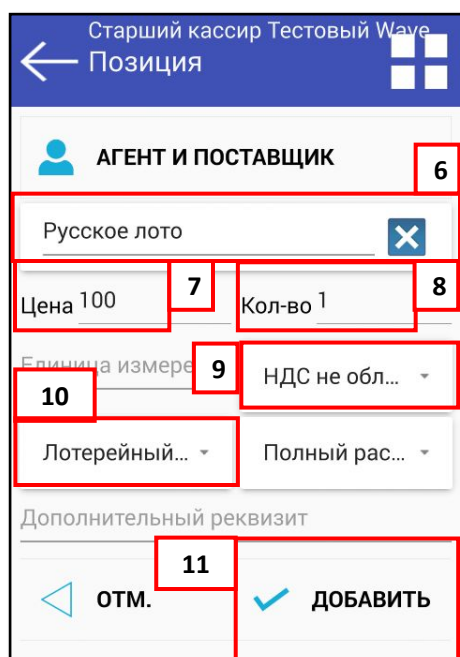 Старший кассир Тестовый Wave
Позиция
АГЕНТ И ПОСТАВЩИК
6
Русское лото
Цена 100
7
Кол-во 1
8
Единица измере
9
НДС не обл...
10
Лотерейный...
Полный рас...
Дополнительный реквизит
11
ОТМ.
ДОБАВИТЬ